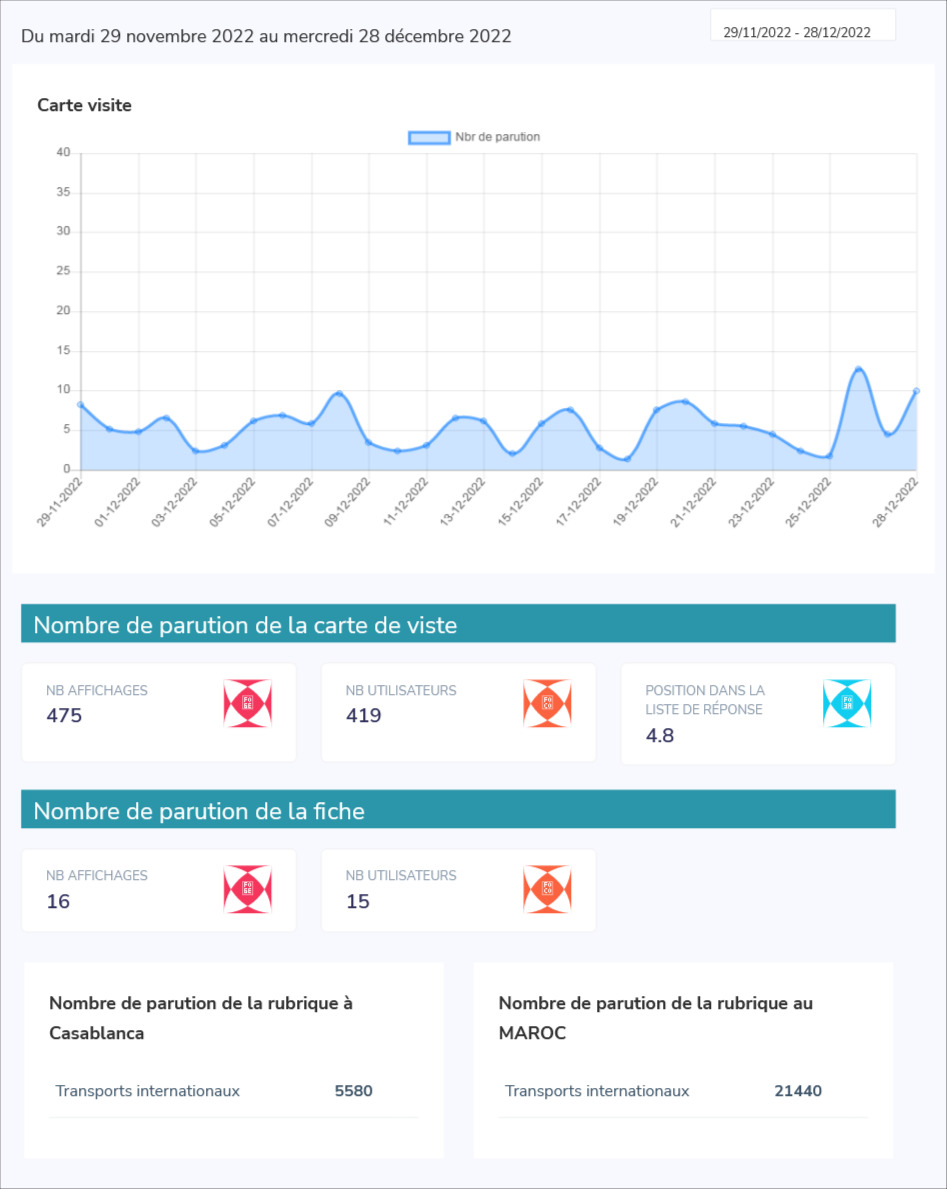 Du mardi 29 novembre 2022 au mercredi 28 décembre 2022
29/11/2022 - 28/12/2022
Carte visite
Nbr de parution
40
35
30
25
20
15
10
5
0
29-11-2022
01-12-2022
03-12-2022
05-12-2022
07-12-2022
09-12-2022
11-12-2022
13-12-2022
15-12-2022
17-12-2022
19-12-2022
21-12-2022
23-12-2022
25-12-2022
28-12-2022
Nombre de parution de la carte de viste
NB AFFICHAGES
475
NB UTILISATEURS
419
POSITION DANS LA
LISTE DE RÉPONSE
4.8
Nombre de parution de la fiche
NB AFFICHAGES
16
NB UTILISATEURS
15
Nombre de parution de la rubrique à
Casablanca
Transports internationaux 5580
Nombre de parution de la rubrique au
MAROC
Transports internationaux 21440